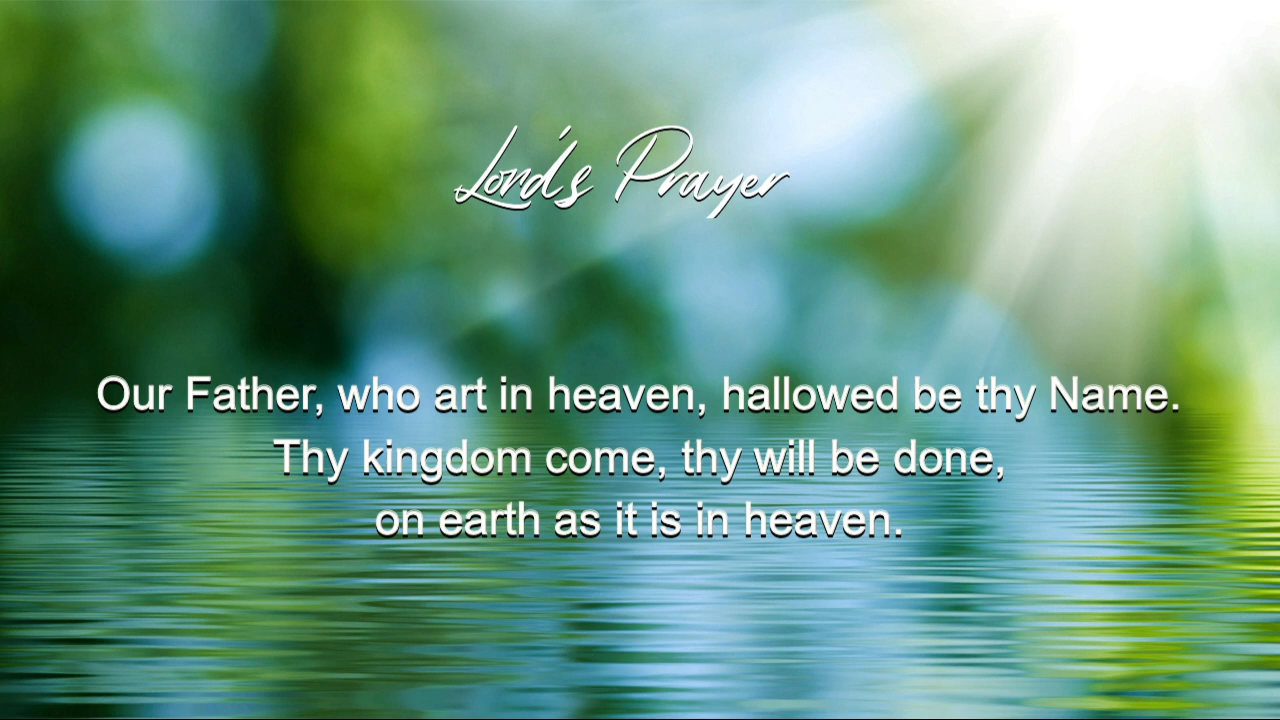 Lord's Prayer
Our Father, who art in heaven, hallowed be thy Name.
Thy kingdom come, thy will be done,
on earth as it is in heaven.